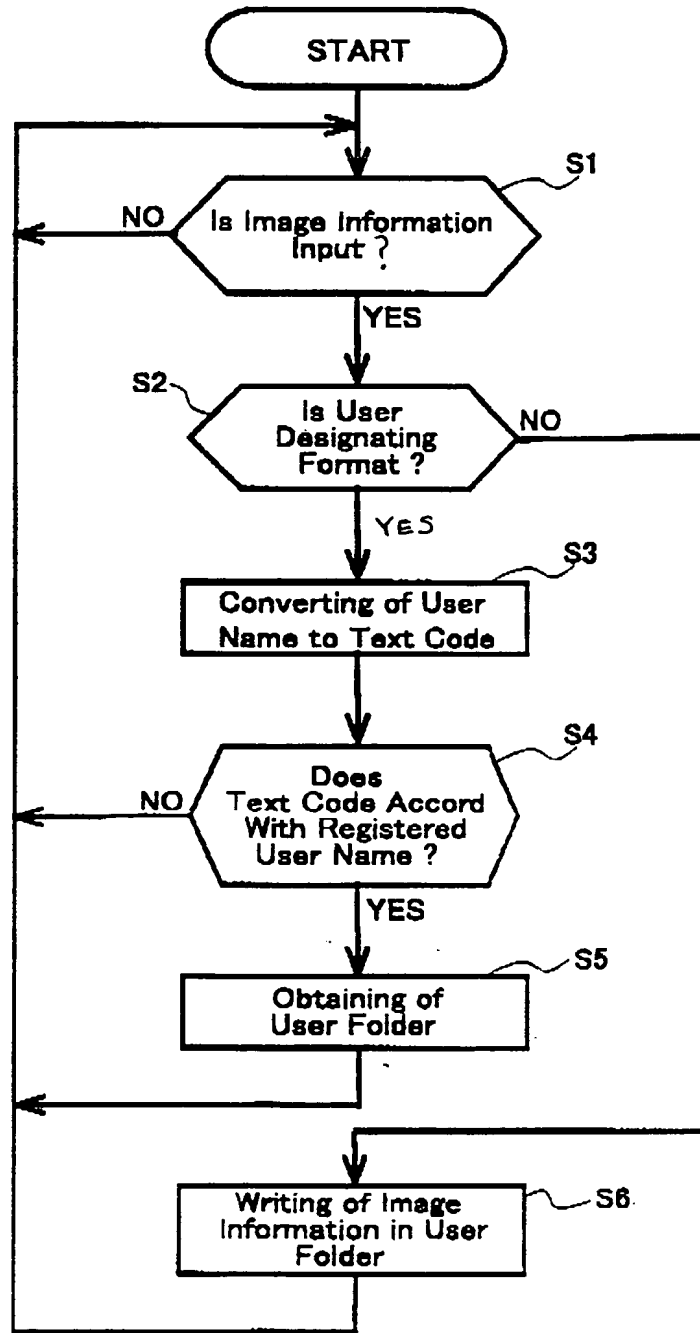 START
S1
NO
Is Image Information
Input ?
YES
S2
Is User
Designating
Format ?
NO
YES
S3
Converting of User
Name to Text Code
S4
Does
Text Code Accord
With Registered
User Name ?
NO
YES
S5
Obtaining of
User Folder
S6
Writing of Image
Information in User
Folder